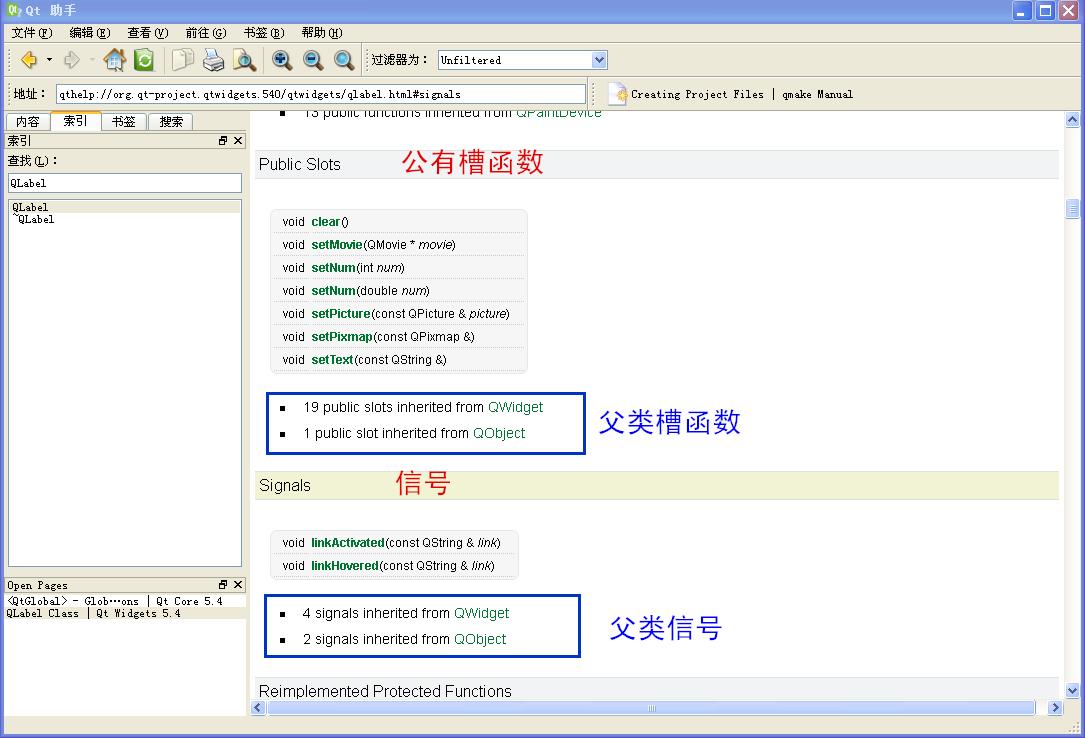 Qt 助手
文件(F) 编辑(E) 查看(V) 前往(G) 书签(B) 帮助(H)
过滤器为: Unfiltered
地址: qthelp://org.qt-project.qtwidgets.540/qtwidgets/qlabel.html#signals
Creating Project Files | qmake Manual
内容 索引 书签 搜索
索引
查找(L):
QLabel
QLabel
~QLabel
Open Pages
<QtGlobal> - Glob···ons | Qt Core 5.4
QLabel Class | Qt Widgets 5.4
13 public functions inherited from QPaintDevice
Public Slots 公有槽函数
void clear()
void setMovie(QMovie * movie)
void setNum(int num)
void setNum(double num)
void setPicture(const QPicture & picture)
void setPixmap(const QPixmap &)
void setText(const QString &)
19 public slots inherited from QWidget
1 public slot inherited from QObject
父类槽函数
Signals 信号
void linkActivated(const QString & link)
void linkHovered(const QString & link)
4 signals inherited from QWidget
2 signals inherited from QObject
父类信号
Reimplemented Protected Functions